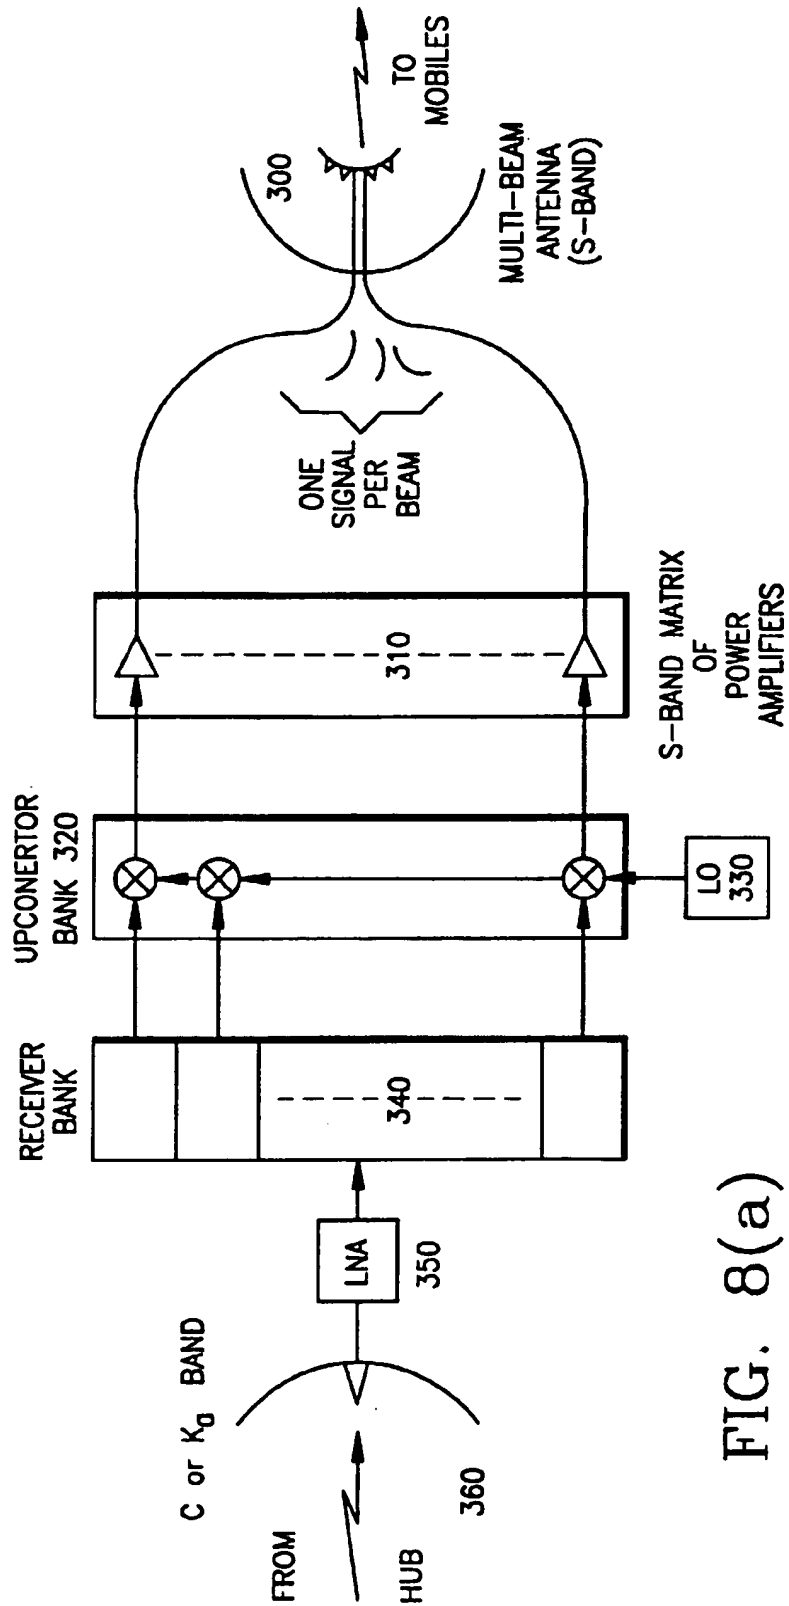 FROM
HUB
C or Ka BAND
360
LNA
350
RECEIVER
BANK
340
UPCONERTOR
BANK 320
LO
330
310
S-BAND MATRIX
OF
POWER
AMPLIFIERS
ONE
SIGNAL
PER
BEAM
300
MULTI-BEAM
ANTENNA
(S-BAND)
TO
MOBILES
FIG. 8(a)